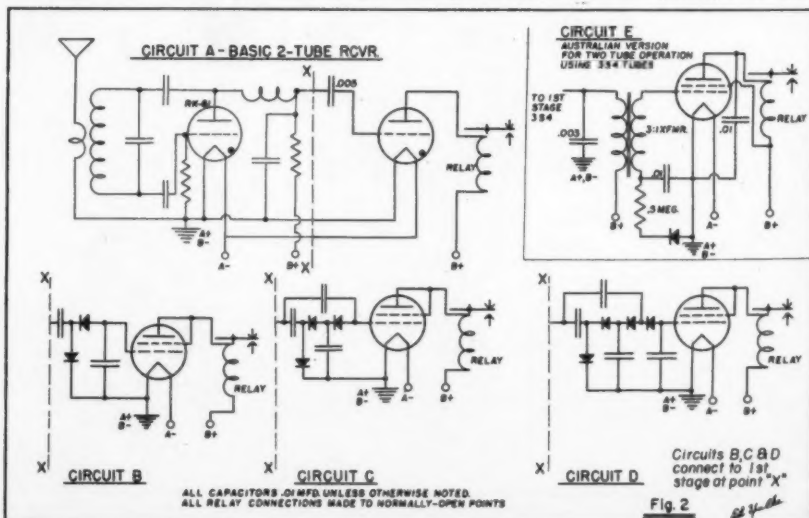 CIRCUIT A - BASIC 2-TUBE RCVR.
X
.005
RK-61
RELAY
A+
B-
A-
B+
X
CIRCUIT E
AUSTRALIAN VERSION
FOR TWO TUBE OPERATION
USING 3S4 TUBES
TO 1ST
STAGE
3S4
.003
A+, B-
3:1 XFMR.
.01
RELAY
.01
.5 MEG.
B+
A-
A+
B-
B+
X
RELAY
A+
B-
A-
B+
X
CIRCUIT B
X
RELAY
A+
B-
A-
B+
X
CIRCUIT C
X
RELAY
A+
B-
A-
B+
X
CIRCUIT D
ALL CAPACITORS .01 MFD. UNLESS OTHERWISE NOTED.
ALL RELAY CONNECTIONS MADE TO NORMALLY-OPEN POINTS
Circuits B, C & D
connect to 1st
stage at point "X"
Fig. 2